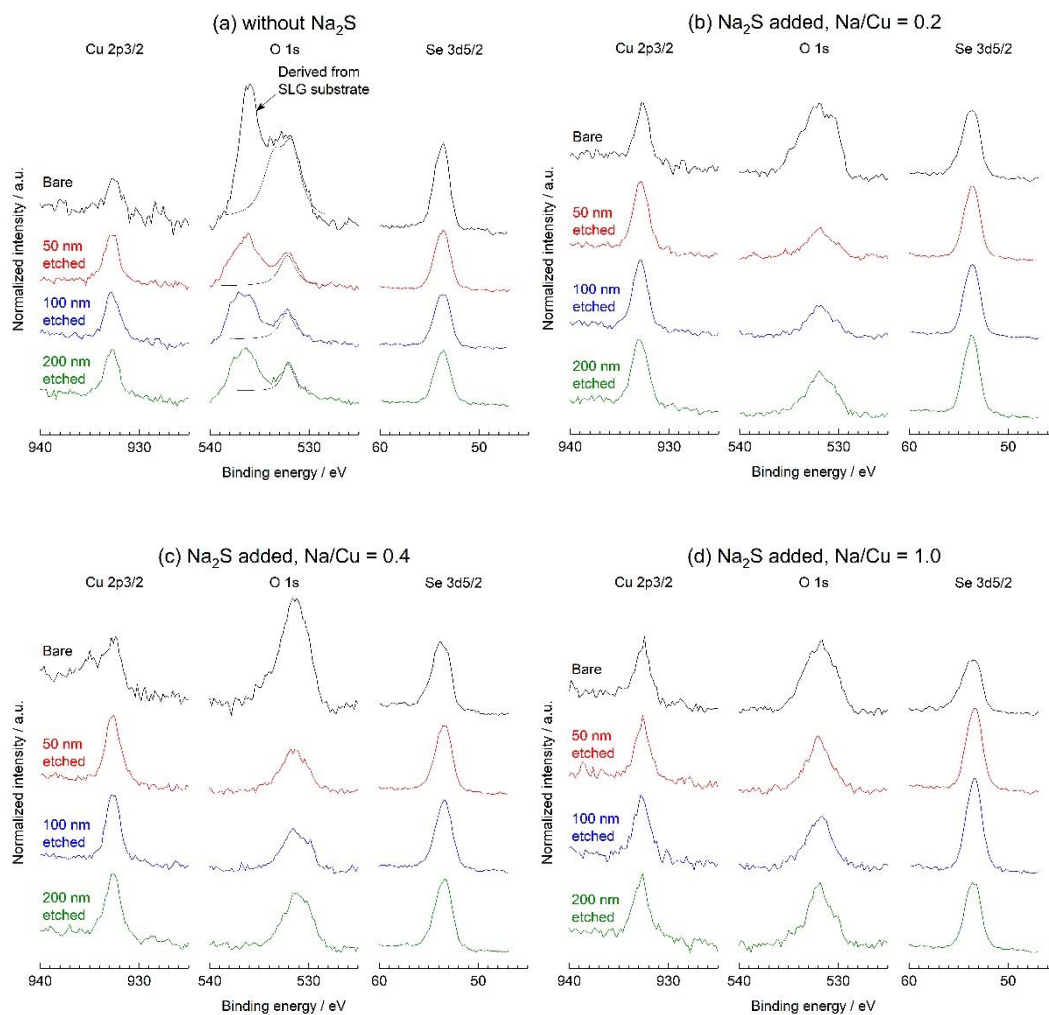 (a) without Na₂S
Cu 2p3/2 O 1s Se 3d5/2
Derived from
SLG substrate
Normalized intensity / a.u.
Bare
50 nm
etched
100 nm
etched
200 nm
etched
940 930 540 530 60 50
Binding energy / eV
(b) Na₂S added, Na/Cu = 0.2
Cu 2p3/2 O 1s Se 3d5/2
Normalized intensity / a.u.
Bare
50 nm
etched
100 nm
etched
200 nm
etched
940 930 540 530 60 50
Binding energy / eV
(c) Na₂S added, Na/Cu = 0.4
Cu 2p3/2 O 1s Se 3d5/2
Normalized intensity / a.u.
Bare
50 nm
etched
100 nm
etched
200 nm
etched
940 930 540 530 60 50
Binding energy / eV
(d) Na₂S added, Na/Cu = 1.0
Cu 2p3/2 O 1s Se 3d5/2
Normalized intensity / a.u.
Bare
50 nm
etched
100 nm
etched
200 nm
etched
940 930 540 530 60 50
Binding energy / eV